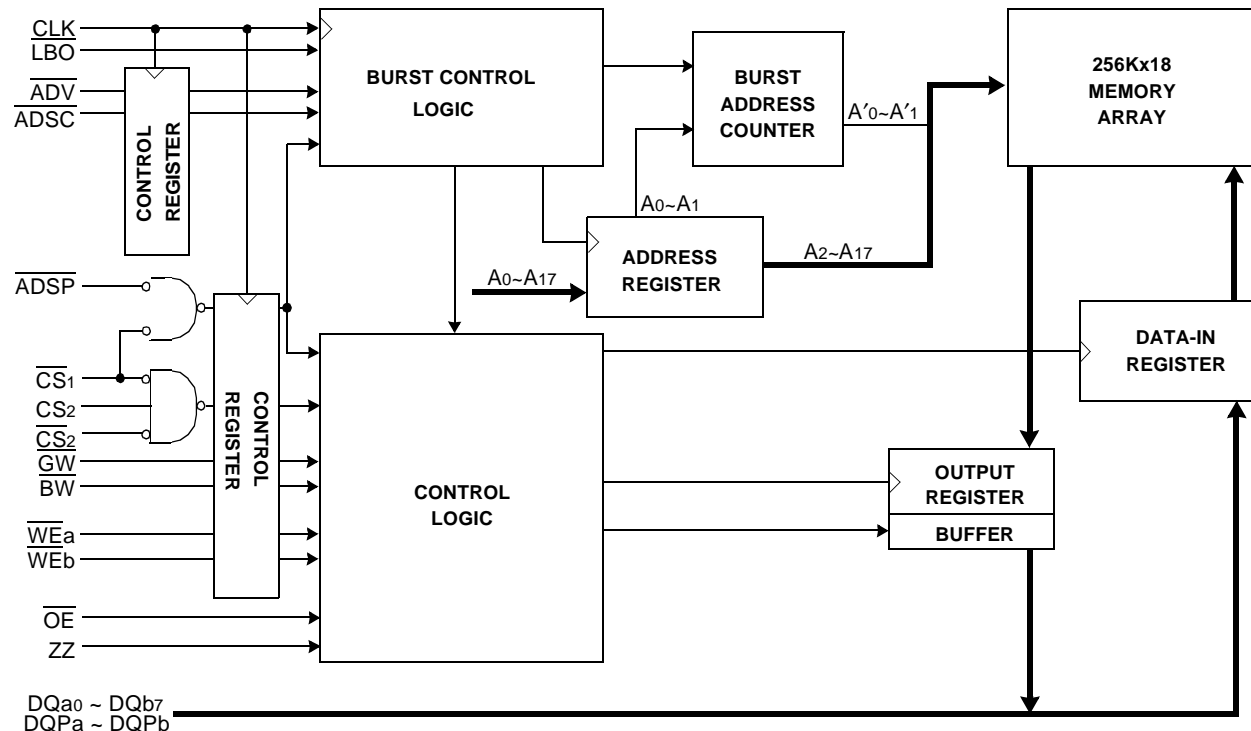 CLK
LBO
ADV
ADSC
CONTROL
REGISTER
BURST CONTROL
LOGIC
BURST
ADDRESS
COUNTER
A′0~A′1
256Kx18
MEMORY
ARRAY
A0~A1
A0~A17
ADDRESS
REGISTER
A2~A17
ADSP
CS1
CS2
CS2
GW
BW
WEa
WEb
OE
ZZ
CONTROL
REGISTER
CONTROL
LOGIC
DATA-IN
REGISTER
OUTPUT
REGISTER
BUFFER
DQa0 ~ DQb7
DQPa ~ DQPb